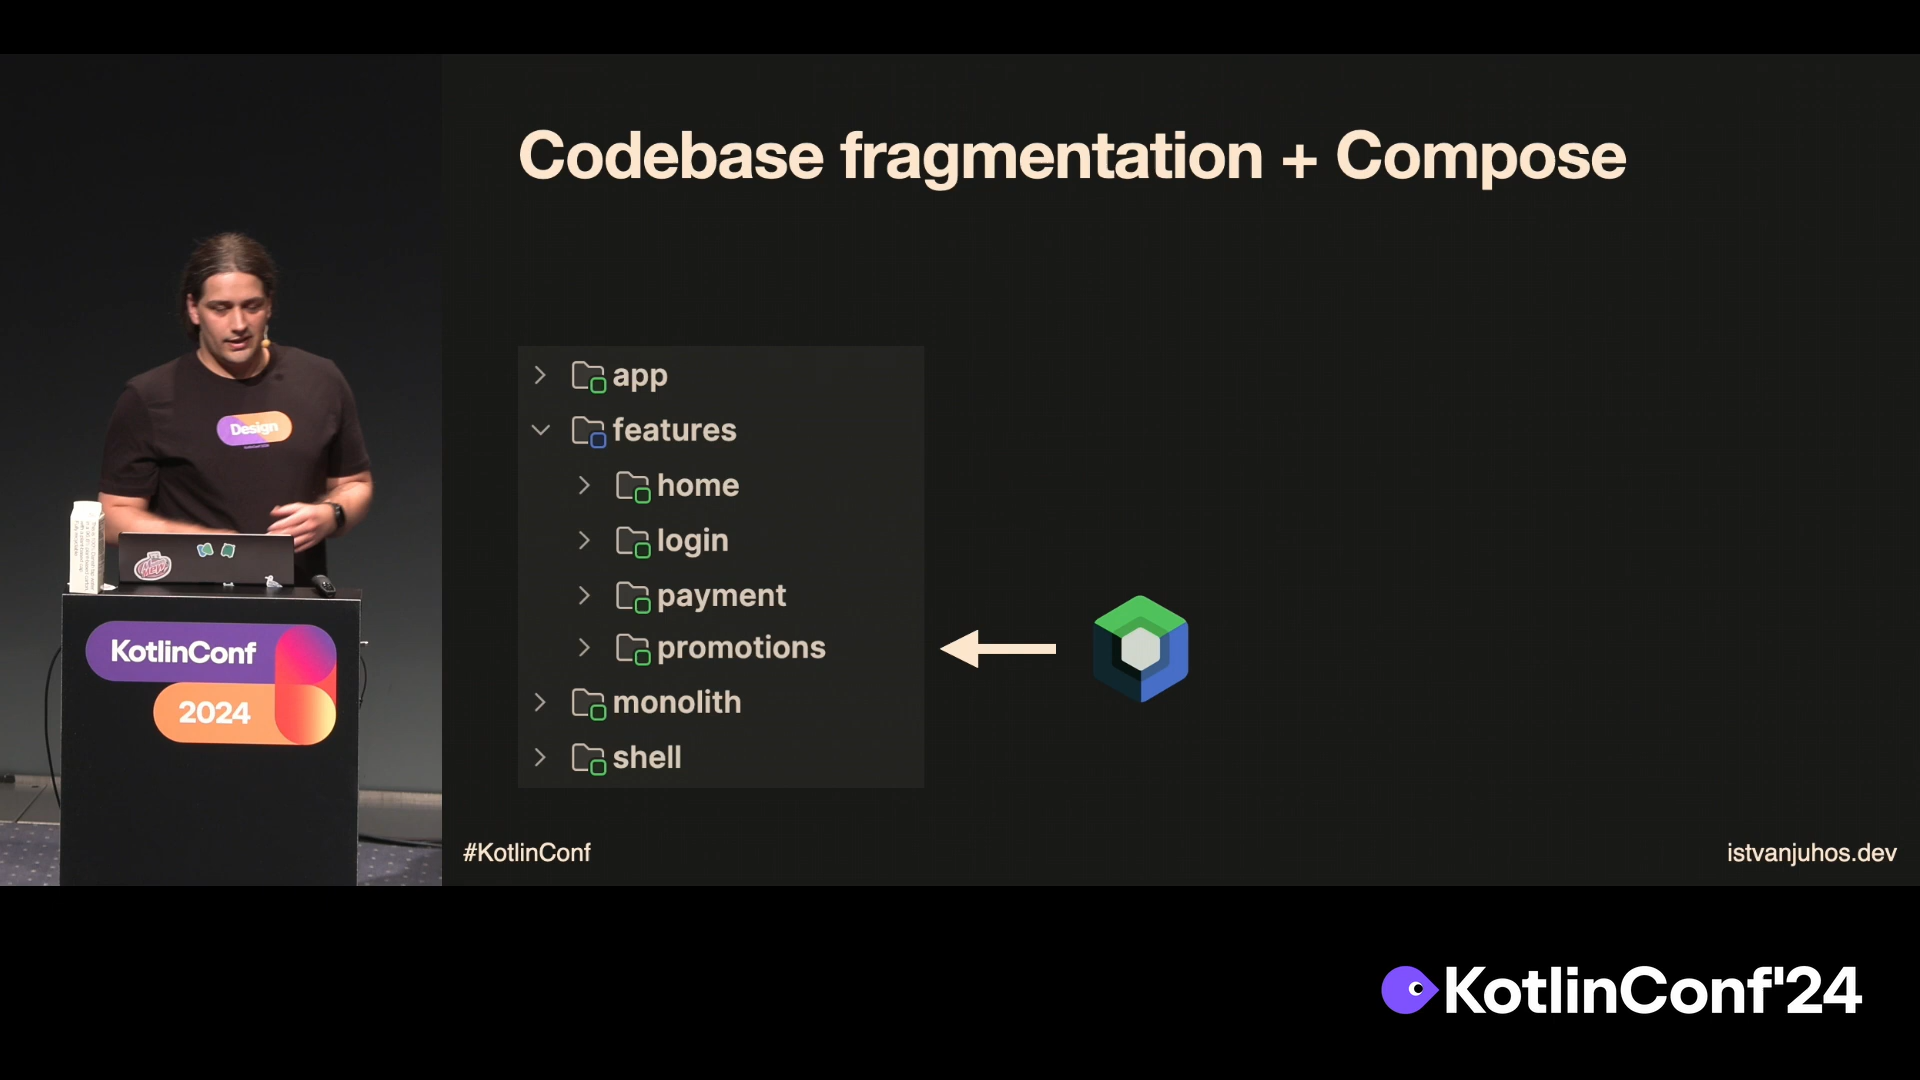 Codebase fragmentation + Compose
app
features
home
login
payment
promotions
monolith
shell
#KotlinConf
istvanjuhos.dev
Design
KotlinConf
2024
KotlinConf'24